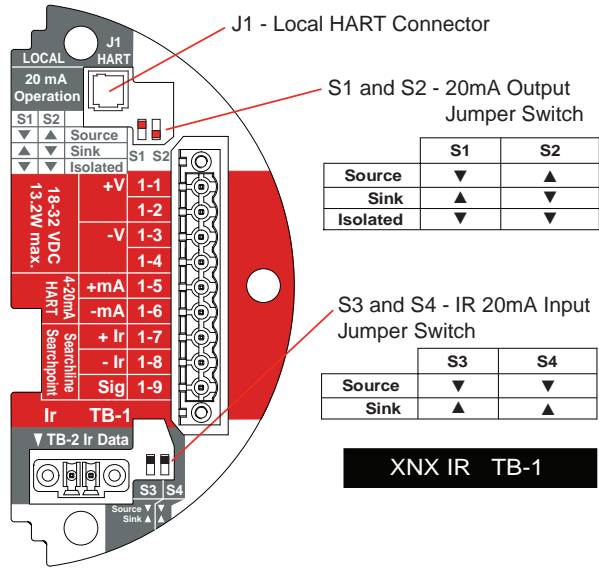 J1 - Local HART Connector
J1
LOCAL HART
20 mA
Operation
S1 S2
▼ ▲ Source
▲ ▼ Sink
▼ ▼ Isolated
S1 S2
S1 and S2 - 20mA Output
Jumper Switch
S1 S2
Source ▼ ▲
Sink ▲ ▼
Isolated ▼ ▼
18-32 VDC
13.2W max.
+V 1-1
1-2
-V 1-3
1-4
4-20mA
HART
+mA 1-5
-mA 1-6
Searchline
Searchpoint
+ Ir 1-7
- Ir 1-8
Sig 1-9
Ir TB-1
▼ TB-2 Ir Data
S3 S4
Source ▼ ▼
Sink ▲ ▲
S3 and S4 - IR 20mA Input
Jumper Switch
S3 S4
Source ▼ ▼
Sink ▲ ▲
XNX IR TB-1